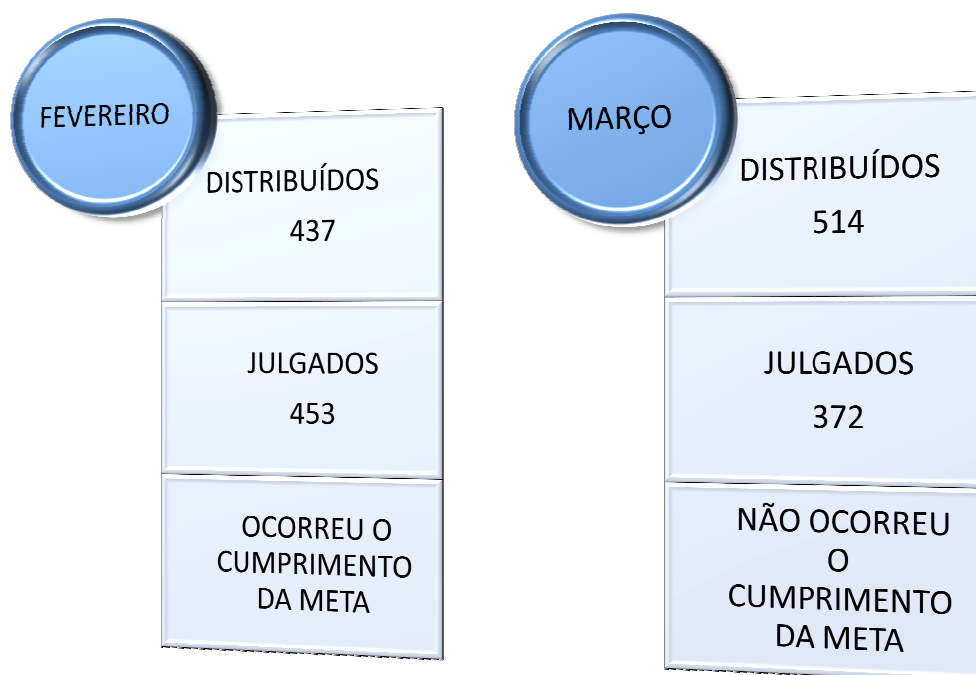 FEVEREIRO
DISTRIBUÍDOS
437
JULGADOS
453
OCORREU O
CUMPRIMENTO
DA META
MARÇO
DISTRIBUÍDOS
514
JULGADOS
372
NÃO OCORREU
O
CUMPRIMENTO
DA META